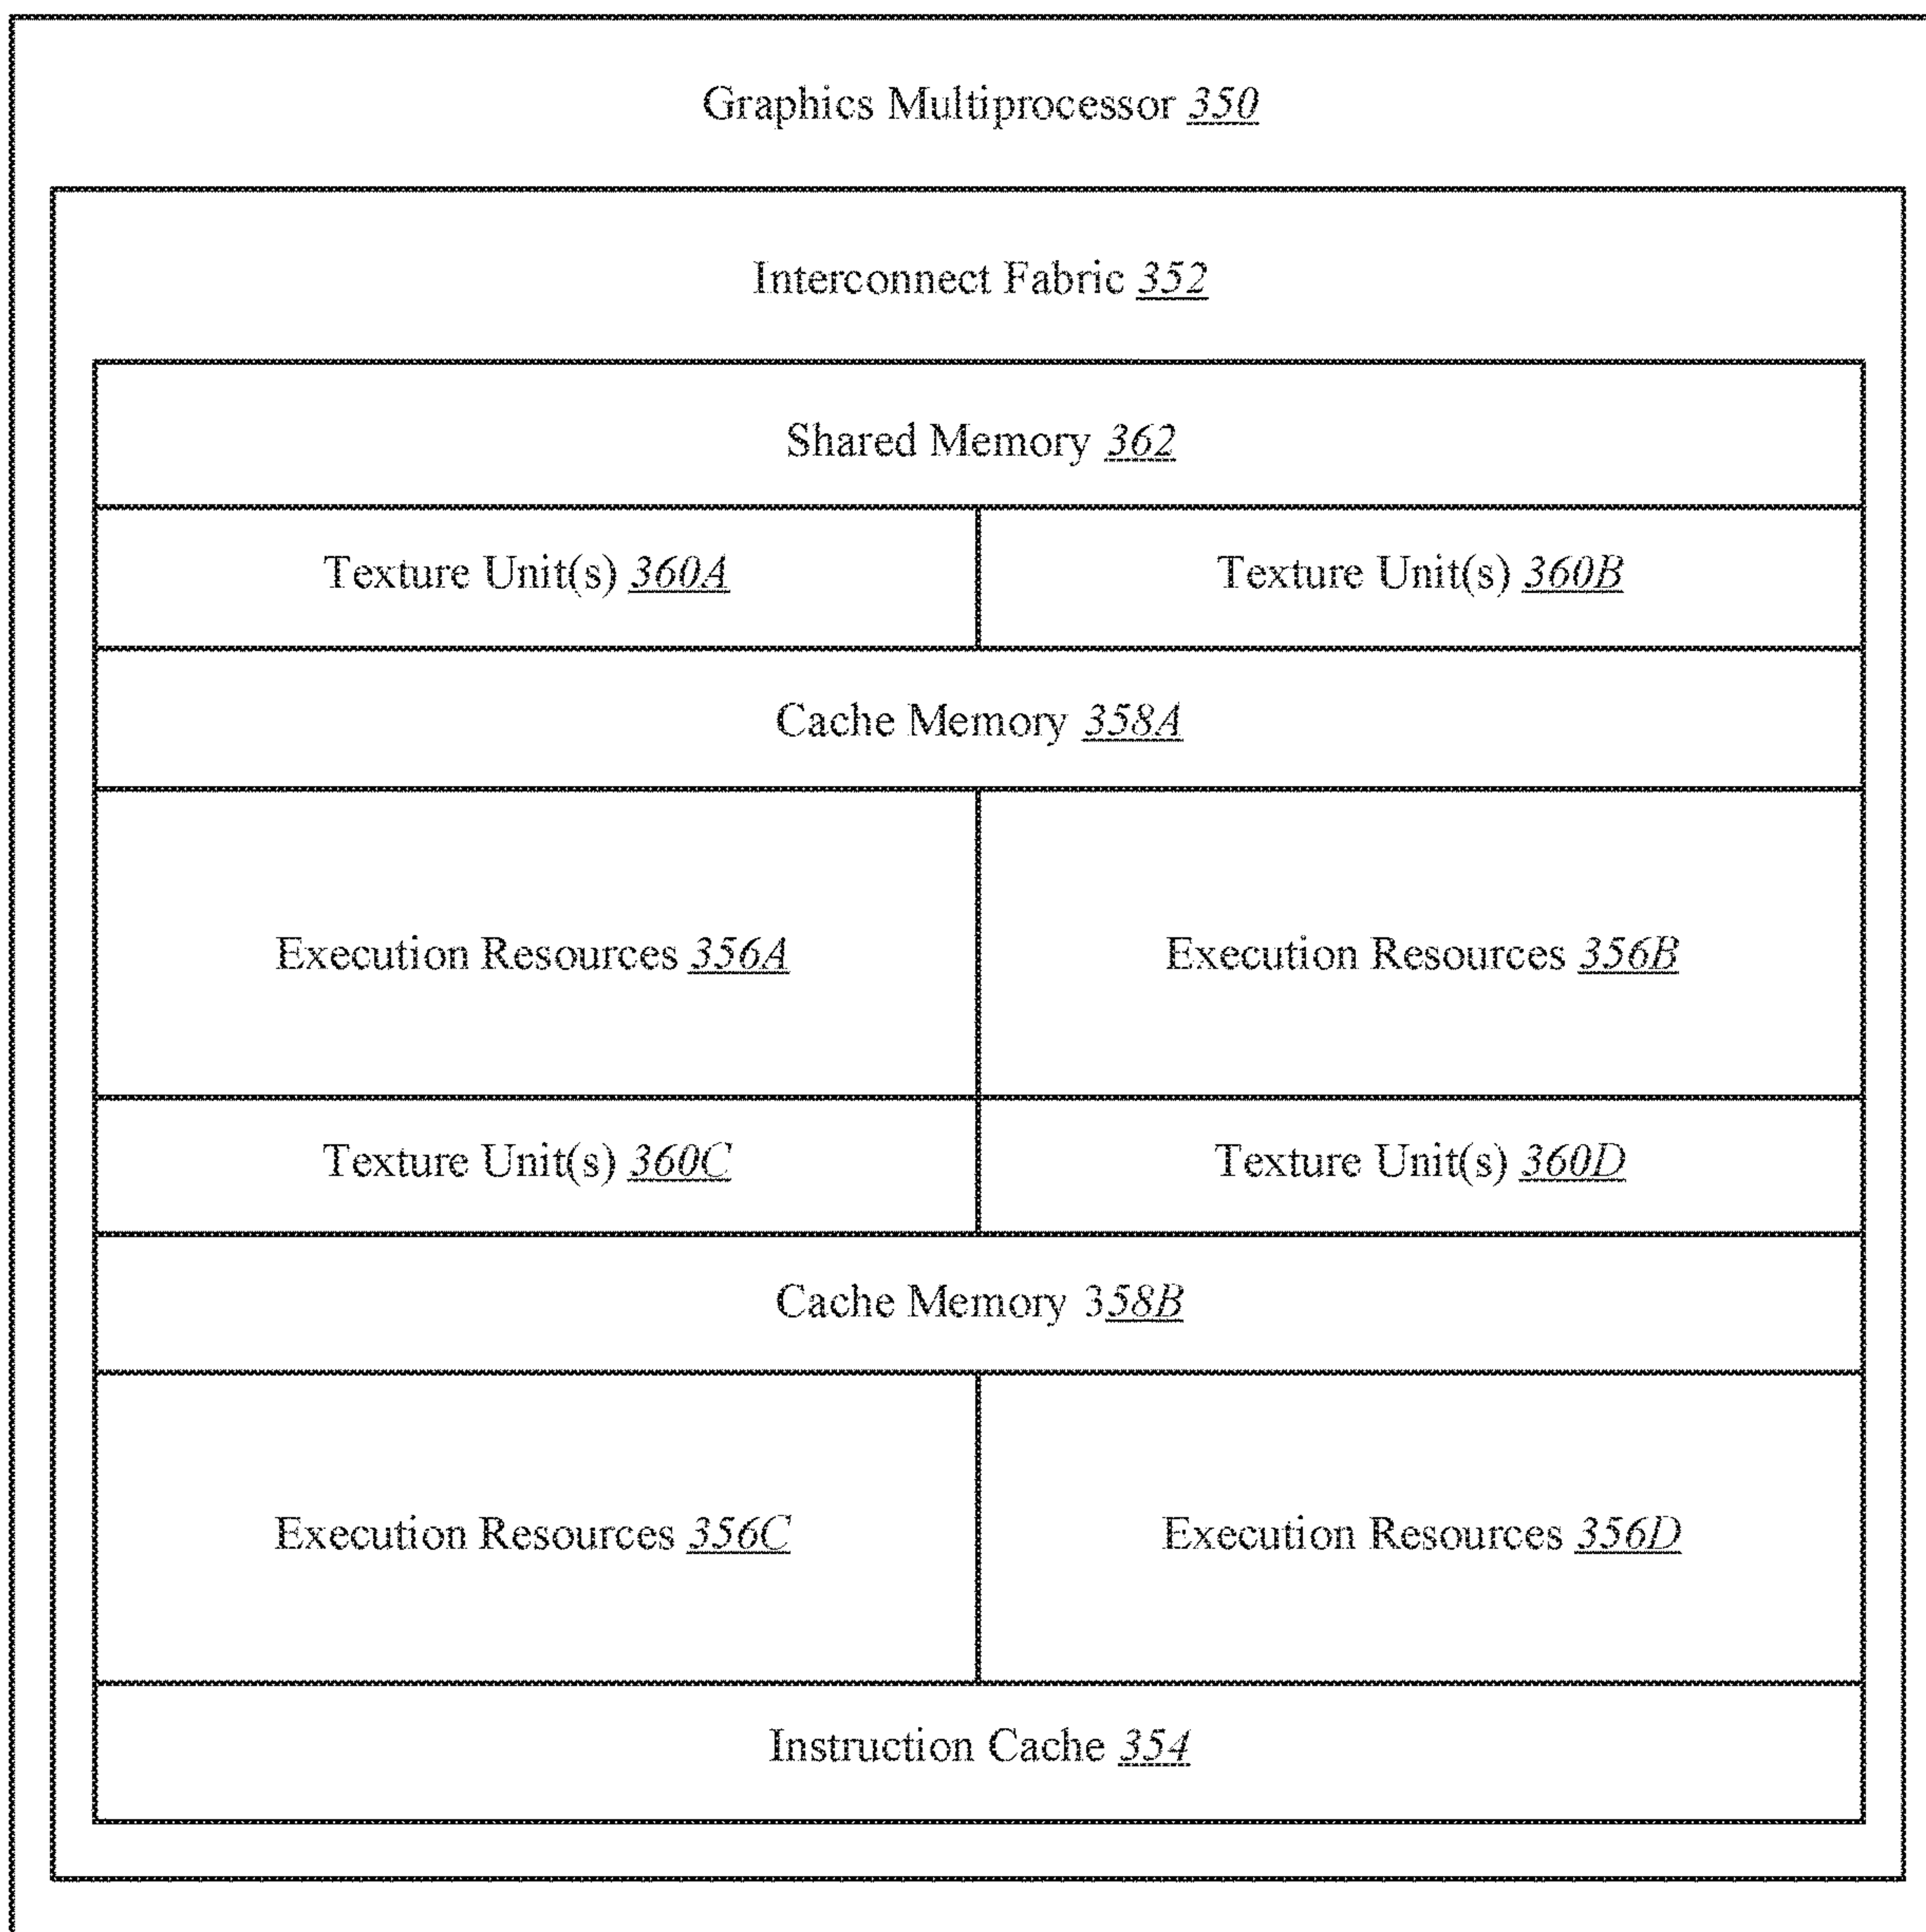 Graphics Multiprocessor 350
Interconnect Fabric 352
Shared Memory 362
Texture Unit(s) 360A
Texture Unit(s) 360B
Cache Memory 358A
Execution Resources 356A
Execution Resources 356B
Texture Unit(s) 360C
Texture Unit(s) 360D
Cache Memory 358B
Execution Resources 356C
Execution Resources 356D
Instruction Cache 354